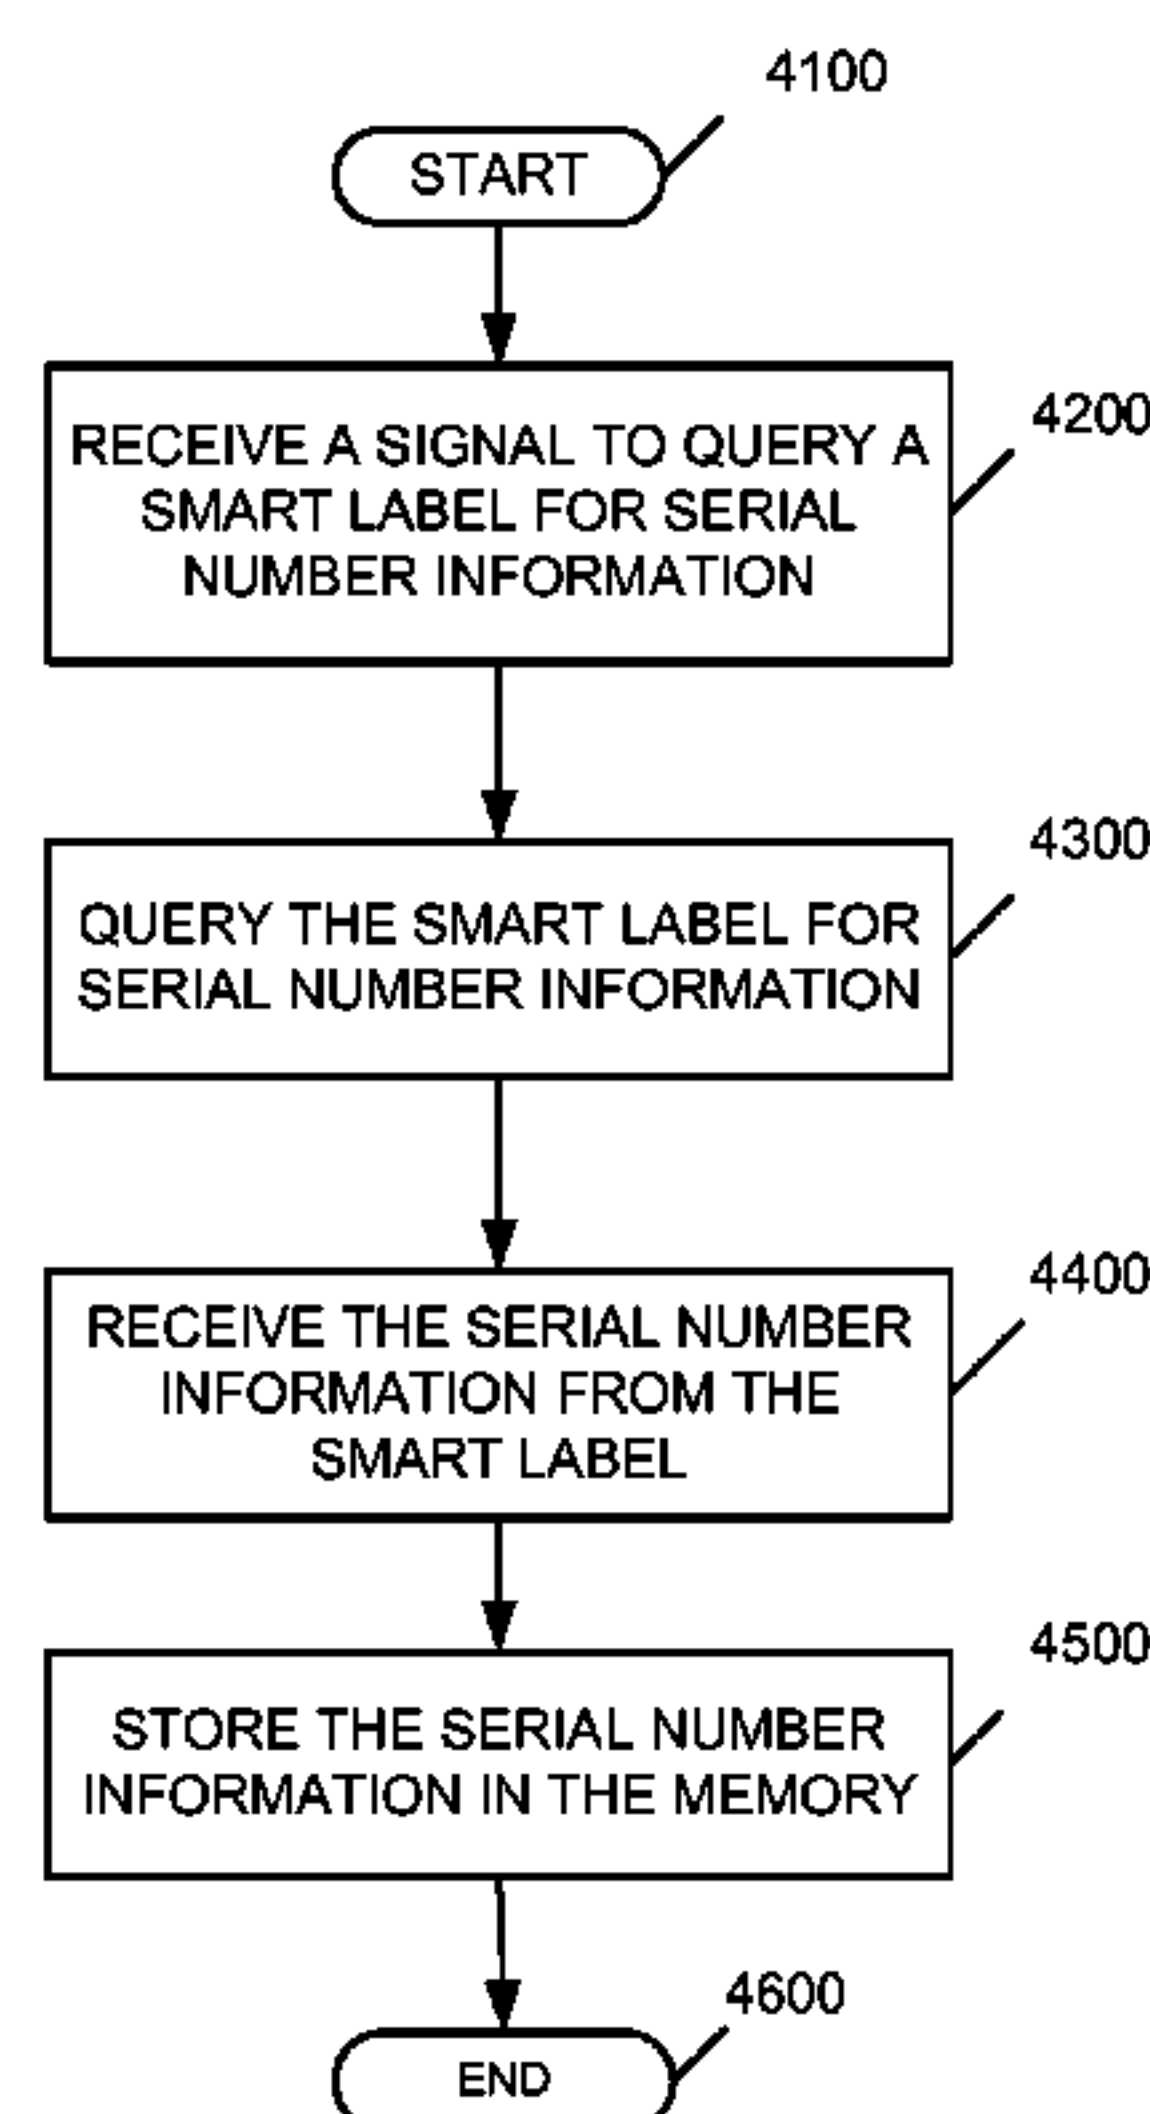 4100
START
4200
RECEIVE A SIGNAL TO QUERY A
SMART LABEL FOR SERIAL
NUMBER INFORMATION
4300
QUERY THE SMART LABEL FOR
SERIAL NUMBER INFORMATION
4400
RECEIVE THE SERIAL NUMBER
INFORMATION FROM THE
SMART LABEL
4500
STORE THE SERIAL NUMBER
INFORMATION IN THE MEMORY
4600
END